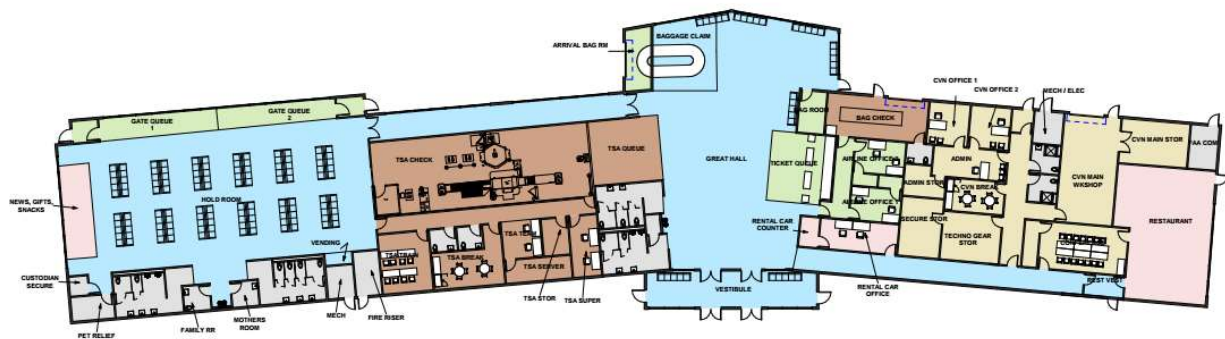 BAGGAGE CLAIM
ARRIVAL BAG RM
CVN OFFICE 1
CVN OFFICE 2
MECH / ELEC
GATE QUEUE
1
GATE QUEUE
2
BAG ROOM
BAG CHECK
CVN MAIN STOR
TSA CHECK
TSA QUEUE
GREAT HALL
TICKET QUEUE
ADMIN
ADMIN STOR
CVN BREAK
CVN MAIN
WKSHOP
NEWS, GIFTS,
SNACKS
HOLD ROOM
RESTAURANT
RENTAL CAR
COUNTER
SECURE STOR
TECHNO GEAR
STOR
VENDING
TSA TRAIN
TSA BREAK
TSA TEAM
TSA SERVER
CUSTODIAN
SECURE
TSA STOR
TSA SUPER
VESTIBULE
RENTAL CAR
OFFICE
REST VEST
PET RELIEF
FAMILY RR
MOTHERS
ROOM
MECH
FIRE RISER